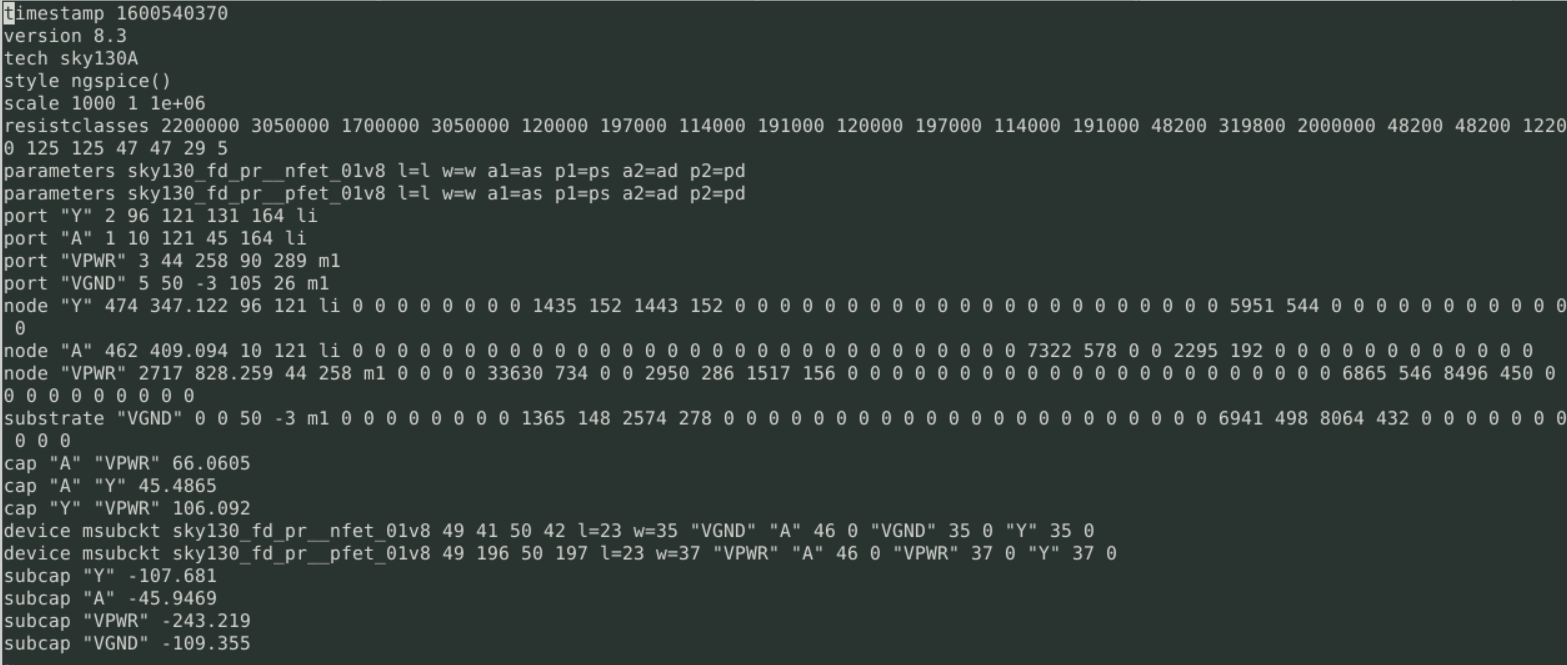 timestamp 1600540370
version 8.3
tech sky130A
style ngspice()
scale 1000 1 1e+06
resistclasses 2200000 3050000 1700000 3050000 120000 197000 114000 191000 120000 197000 114000 191000 48200 319800 2000000 48200 48200 1220
0 125 125 47 47 29 5
parameters sky130_fd_pr__nfet_01v8 l=l w=w a1=as p1=ps a2=ad p2=pd
parameters sky130_fd_pr__pfet_01v8 l=l w=w a1=as p1=ps a2=ad p2=pd
port "Y" 2 96 121 131 164 li
port "A" 1 10 121 45 164 li
port "VPWR" 3 44 258 90 289 m1
port "VGND" 5 50 -3 105 26 m1
node "Y" 474 347.122 96 121 li 0 0 0 0 0 0 0 0 1435 152 1443 152 0 0 0 0 0 0 0 0 0 0 0 0 0 0 0 0 0 0 0 0 0 0 5951 544 0 0 0 0 0 0 0 0 0 0 0
0
node "A" 462 409.094 10 121 li 0 0 0 0 0 0 0 0 0 0 0 0 0 0 0 0 0 0 0 0 0 0 0 0 0 0 0 0 0 0 7322 578 0 0 2295 192 0 0 0 0 0 0 0 0 0 0 0 0
node "VPWR" 2717 828.259 44 258 m1 0 0 0 0 33630 734 0 0 2950 286 1517 156 0 0 0 0 0 0 0 0 0 0 0 0 0 0 0 0 0 0 0 0 0 0 6865 546 8496 450 0
0 0 0 0 0 0 0 0 0
substrate "VGND" 0 0 50 -3 m1 0 0 0 0 0 0 0 0 1365 148 2574 278 0 0 0 0 0 0 0 0 0 0 0 0 0 0 0 0 0 0 0 0 0 0 6941 498 8064 432 0 0 0 0 0 0 0
0 0 0
cap "A" "VPWR" 66.0605
cap "A" "Y" 45.4865
cap "Y" "VPWR" 106.092
device msubckt sky130_fd_pr__nfet_01v8 49 41 50 42 l=23 w=35 "VGND" "A" 46 0 "VGND" 35 0 "Y" 35 0
device msubckt sky130_fd_pr__pfet_01v8 49 196 50 197 l=23 w=37 "VPWR" "A" 46 0 "VPWR" 37 0 "Y" 37 0
subcap "Y" -107.681
subcap "A" -45.9469
subcap "VPWR" -243.219
subcap "VGND" -109.355